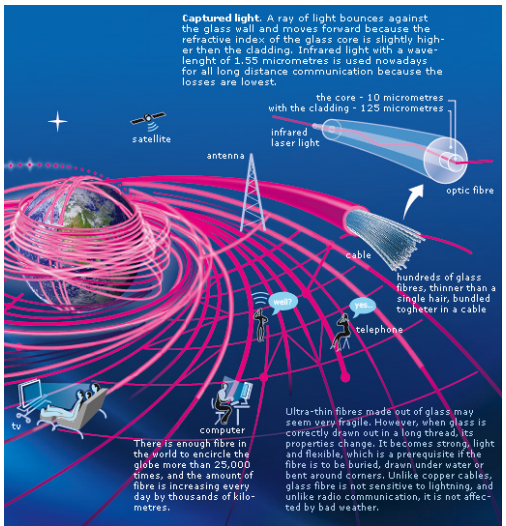 Captured light. A ray of light bounces against
the glass wall and moves forward because the
refractive index of the glass core is slightly high-
er then the cladding. Infrared light with a wave-
lenght of 1.55 micrometres is used nowadays
for all long distance communication because the
losses are lowest.
the core - 10 micrometres
with the cladding - 125 micrometres
infrared
laser light
satellite
antenna
optic fibre
cable
hundreds of glass
fibres, thinner than a
single hair, bundled
togheter in a cable
well?
yes..
telephone
tv
computer
There is enough fibre in
the world to encircle the
globe more than 25,000
times, and the amount of
fibre is increasing every
day by thousands of kilo-
metres.
Ultra-thin fibres made out of glass may
seem very fragile. However, when glass is
correctly drawn out in a long thread, its
properties change. It becomes strong, light
and flexible, which is a prerequisite if the
fibre is to be buried, drawn under water or
bent around corners. Unlike copper cables,
glass fibre is not sensitive to lightning, and
unlike radio communication, it is not affec-
ted by bad weather.